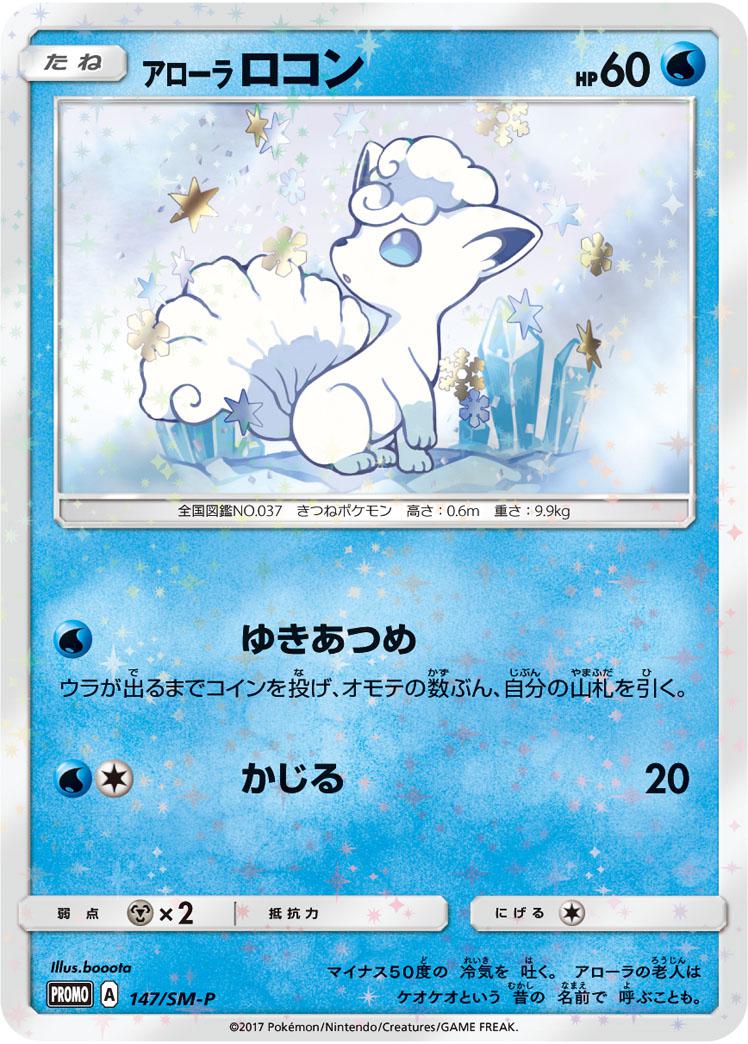 たね アローラ ロコン HP60
全国図鑑NO.037 きつねポケモン 高さ：0.6m 重さ：9.9kg
ゆきあつめ
ウラが出るまでコインを投げ、オモテの数ぶん、自分の山札を引く。
かじる 20
弱点 ×2 抵抗力 にげる
Illus.booota
マイナス50度の 冷気を 吐く。 アローラの老人は
ケオケオという 昔の 名前で 呼ぶことも。
PROMO A 147/SM-P
©2017 Pokémon/Nintendo/Creatures/GAME FREAK.